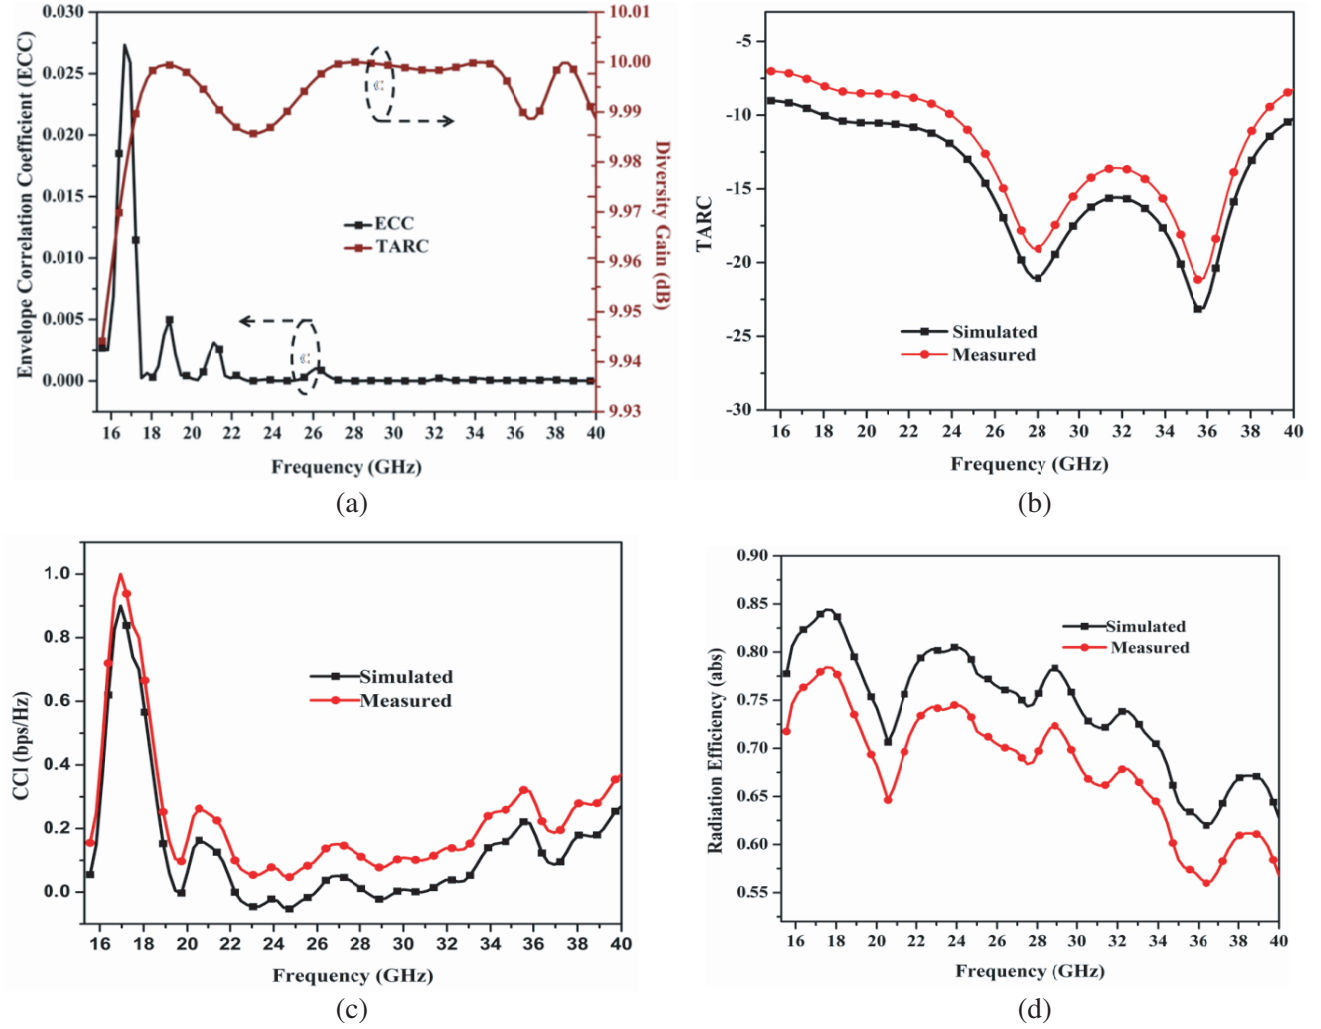 0.030
0.025
0.020
0.015
0.010
0.005
0.000
Envelope Correlation Coefficient (ECC)
10.01
10.00
9.99
9.98
9.97
9.96
9.95
9.94
9.93
Diversity Gain (dB)
ECC
TARC
16 18 20 22 24 26 28 30 32 34 36 38 40
Frequency (GHz)
(a)
-5
-10
-15
-20
-25
-30
TARC
Simulated
Measured
16 18 20 22 24 26 28 30 32 34 36 38 40
Frequency (GHz)
(b)
1.0
0.8
0.6
0.4
0.2
0.0
CCl (bps/Hz)
Simulated
Measured
16 18 20 22 24 26 28 30 32 34 36 38 40
Frequency (GHz)
(c)
0.90
0.85
0.80
0.75
0.70
0.65
0.60
0.55
Radiation Efficiency (abs)
Simulated
Measured
16 18 20 22 24 26 28 30 32 34 36 38 40
Frequency (GHz)
(d)